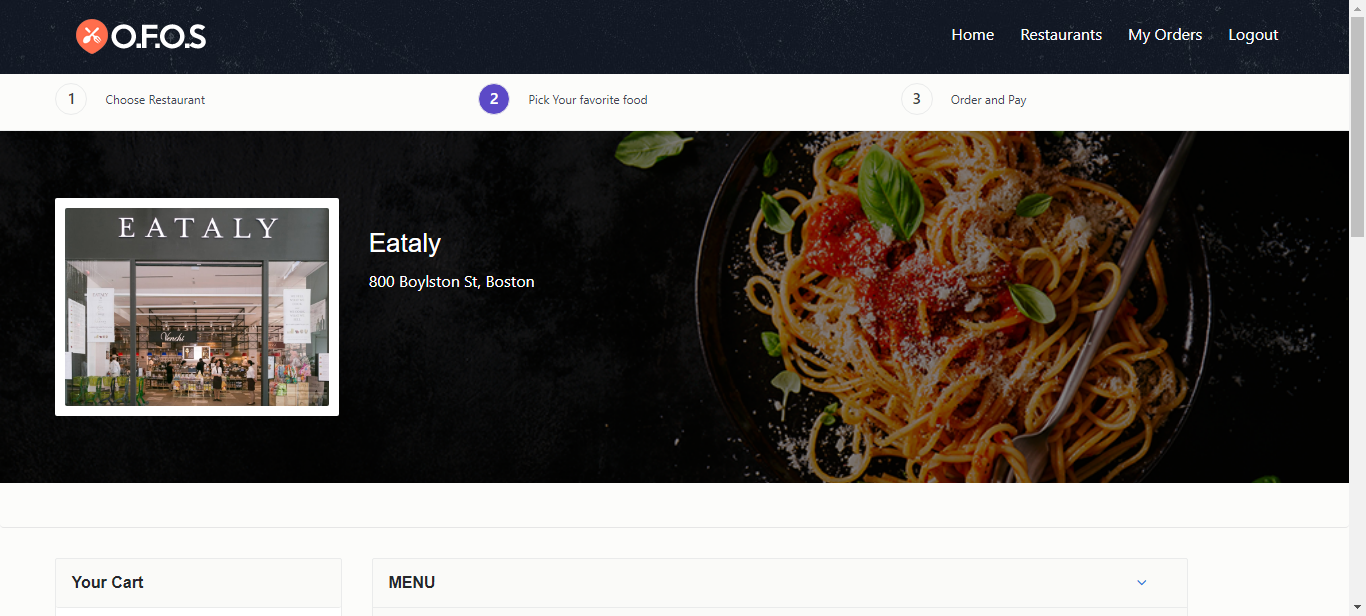 O.F.O.S
Home
Restaurants
My Orders
Logout
1
Choose Restaurant
2
Pick Your favorite food
3
Order and Pay
EATALY
Venchi
Eataly
800 Boylston St, Boston
Your Cart
MENU